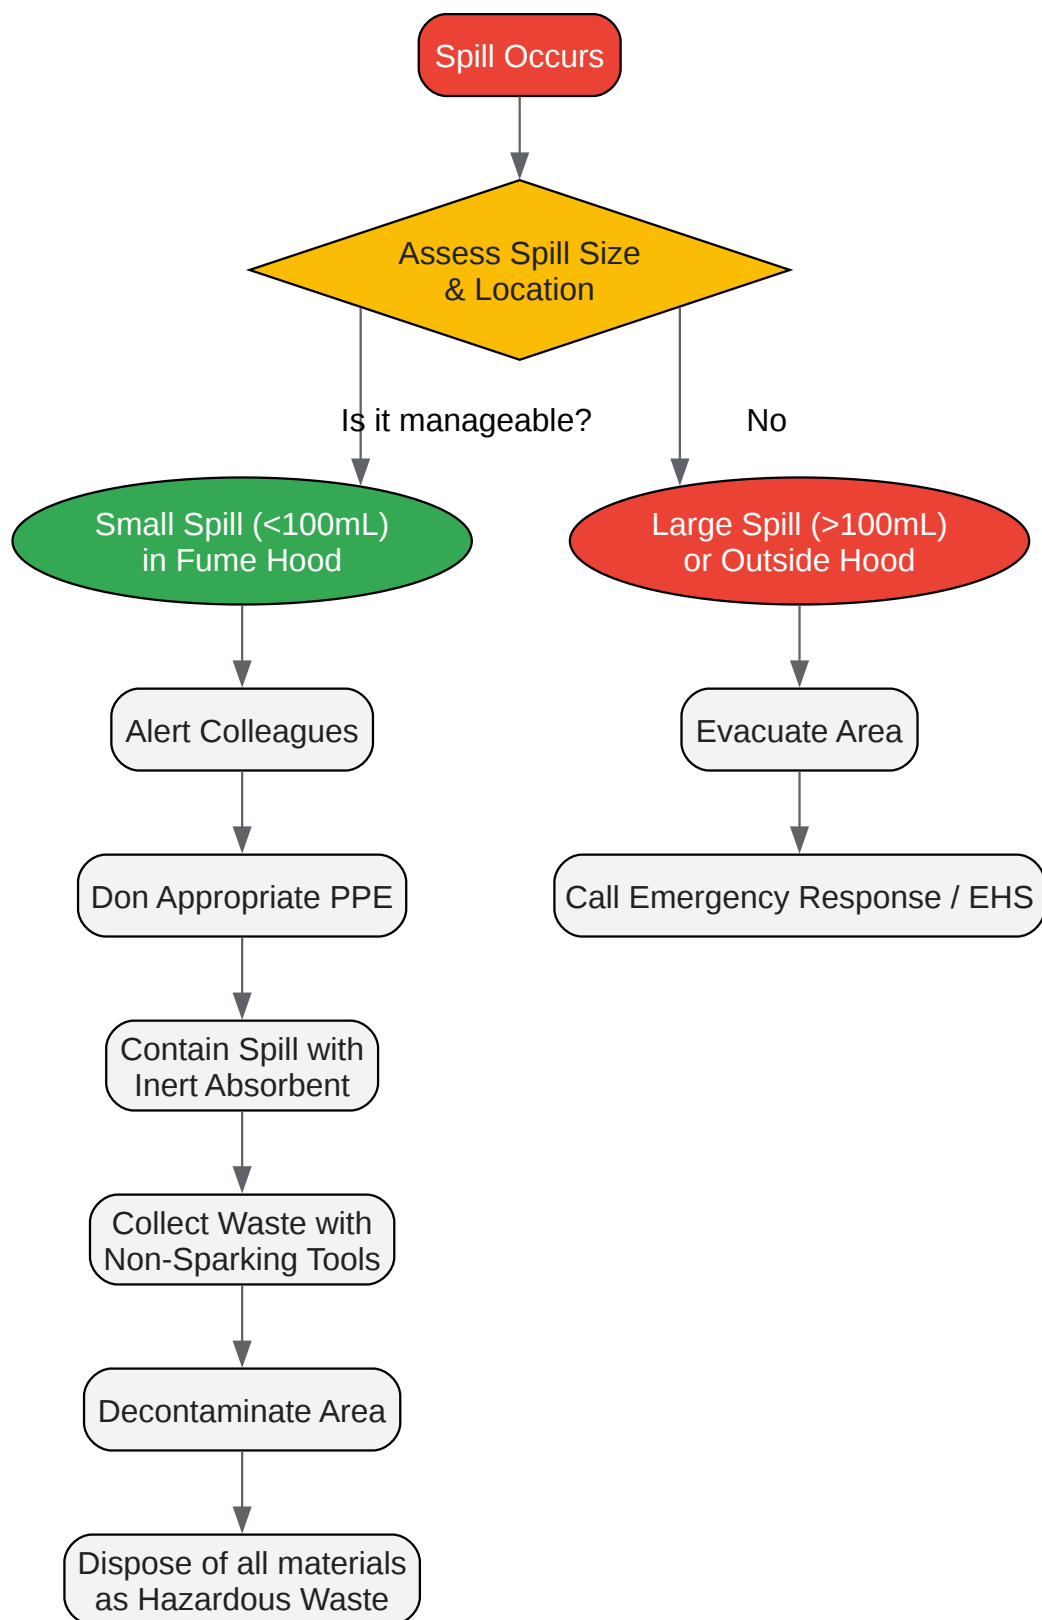 Spill Occurs
Assess Spill Size
& Location
Is it manageable?
No
Small Spill (<100mL)
in Fume Hood
Large Spill (>100mL)
or Outside Hood
Alert Colleagues
Evacuate Area
Don Appropriate PPE
Call Emergency Response / EHS
Contain Spill with
Inert Absorbent
Collect Waste with
Non-Sparking Tools
Decontaminate Area
Dispose of all materials
as Hazardous Waste